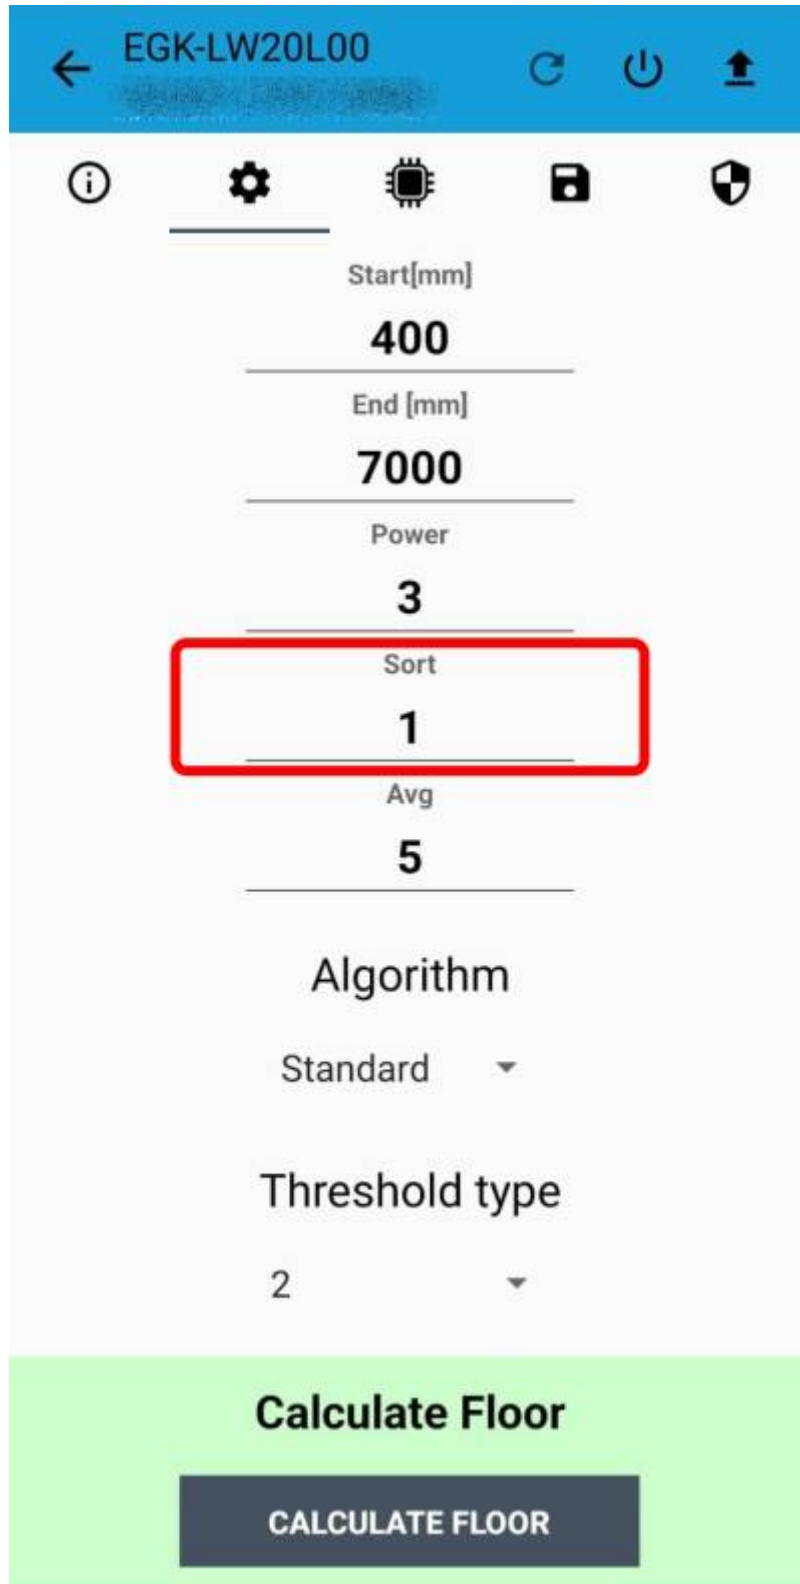 EGK-LW20L00
Start[mm]
400
End [mm]
7000
Power
3
Sort
1
Avg
5
Algorithm
Standard
Threshold type
2
Calculate Floor
CALCULATE FLOOR